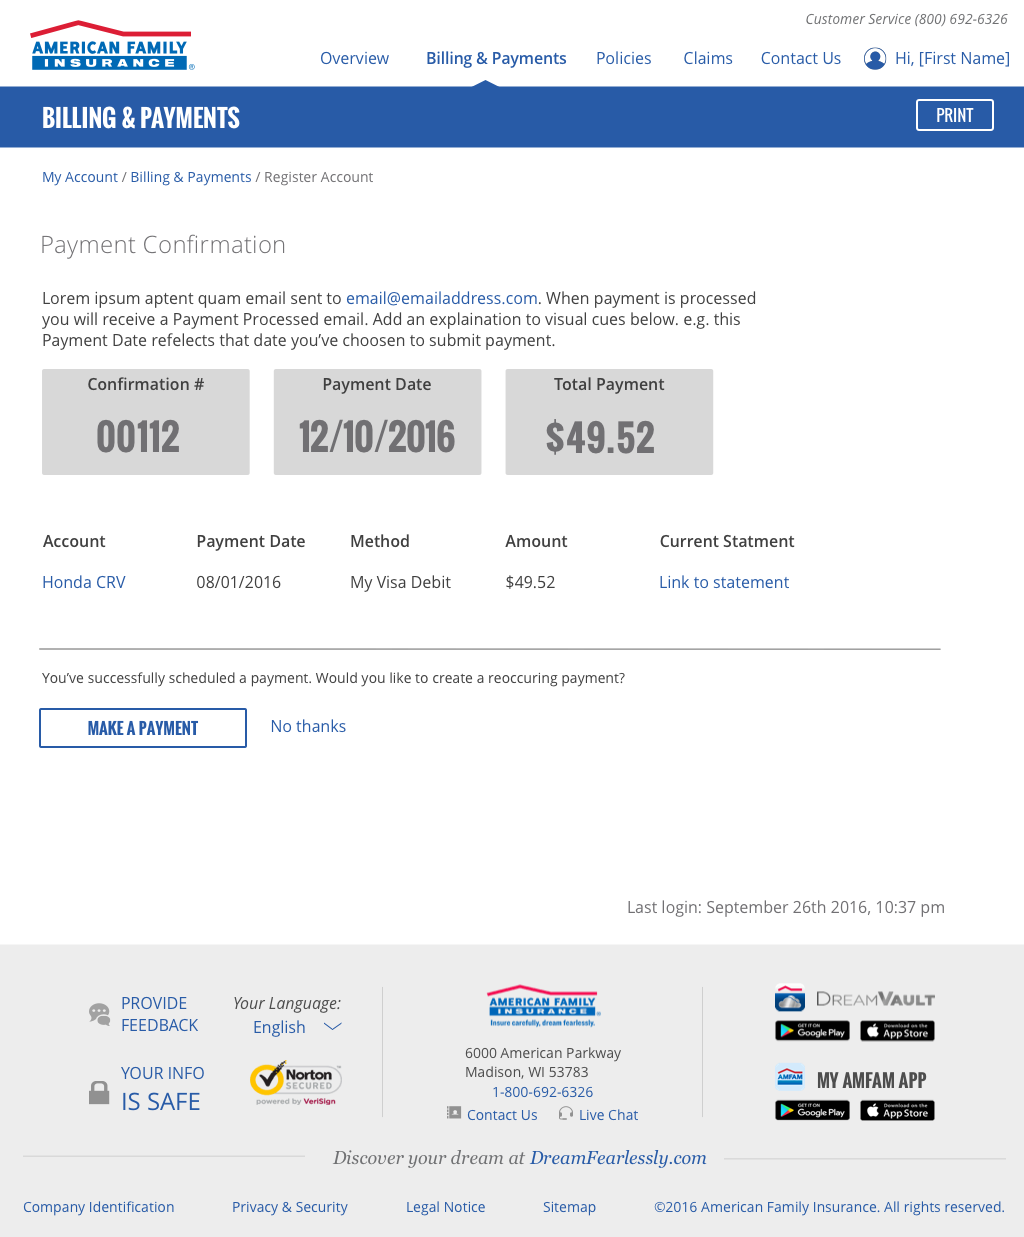 Customer Service (800) 692-6326
AMERICAN FAMILY
INSURANCE ®
Overview Billing & Payments Policies Claims Contact Us Hi, [First Name]
BILLING & PAYMENTS
PRINT
My Account / Billing & Payments / Register Account
Payment Confirmation
Lorem ipsum aptent quam email sent to email@emailaddress.com. When payment is processed
you will receive a Payment Processed email. Add an explaination to visual cues below. e.g. this
Payment Date refelects that date you’ve choosen to submit payment.
Confirmation # Payment Date Total Payment
00112 12/10/2016 $49.52
Account Payment Date Method Amount Current Statment
Honda CRV 08/01/2016 My Visa Debit $49.52 Link to statement
You’ve successfully scheduled a payment. Would you like to create a reoccuring payment?
MAKE A PAYMENT No thanks
Last login: September 26th 2016, 10:37 pm
PROVIDE
FEEDBACK
Your Language:
English
YOUR INFO
IS SAFE
Norton
SECURED
powered by VeriSign
AMERICAN FAMILY
INSURANCE ®
Insure carefully, dream fearlessly.
6000 American Parkway
Madison, WI 53783
1-800-692-6326
Contact Us Live Chat
DREAMVAULT
GET IT ON
Google Play
Download on the
App Store
AMFAM
MY AMFAM APP
GET IT ON
Google Play
Download on the
App Store
Discover your dream at DreamFearlessly.com
Company Identification Privacy & Security Legal Notice Sitemap ©2016 American Family Insurance. All rights reserved.